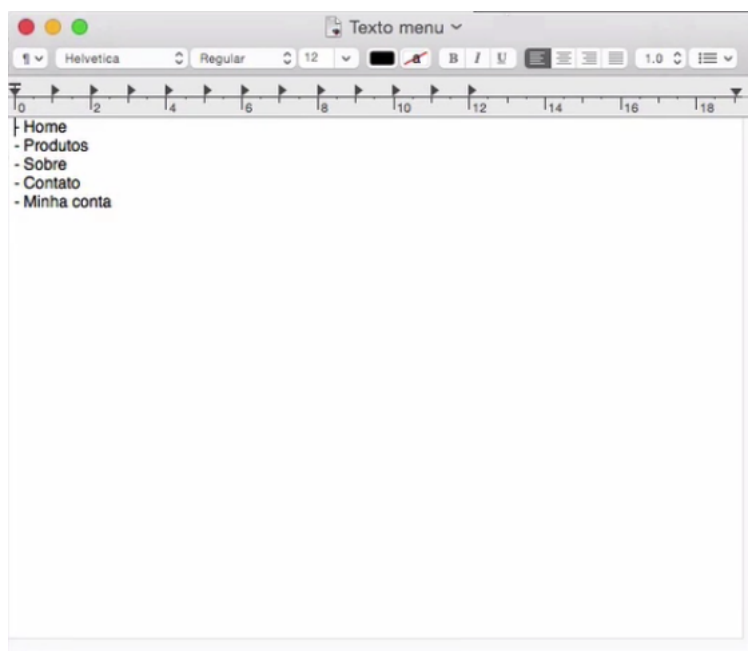 Texto menu
¶ Helvetica Regular 12 a B I U 1.0
0 2 4 6 8 10 12 14 16 18
- Home
- Produtos
- Sobre
- Contato
- Minha conta